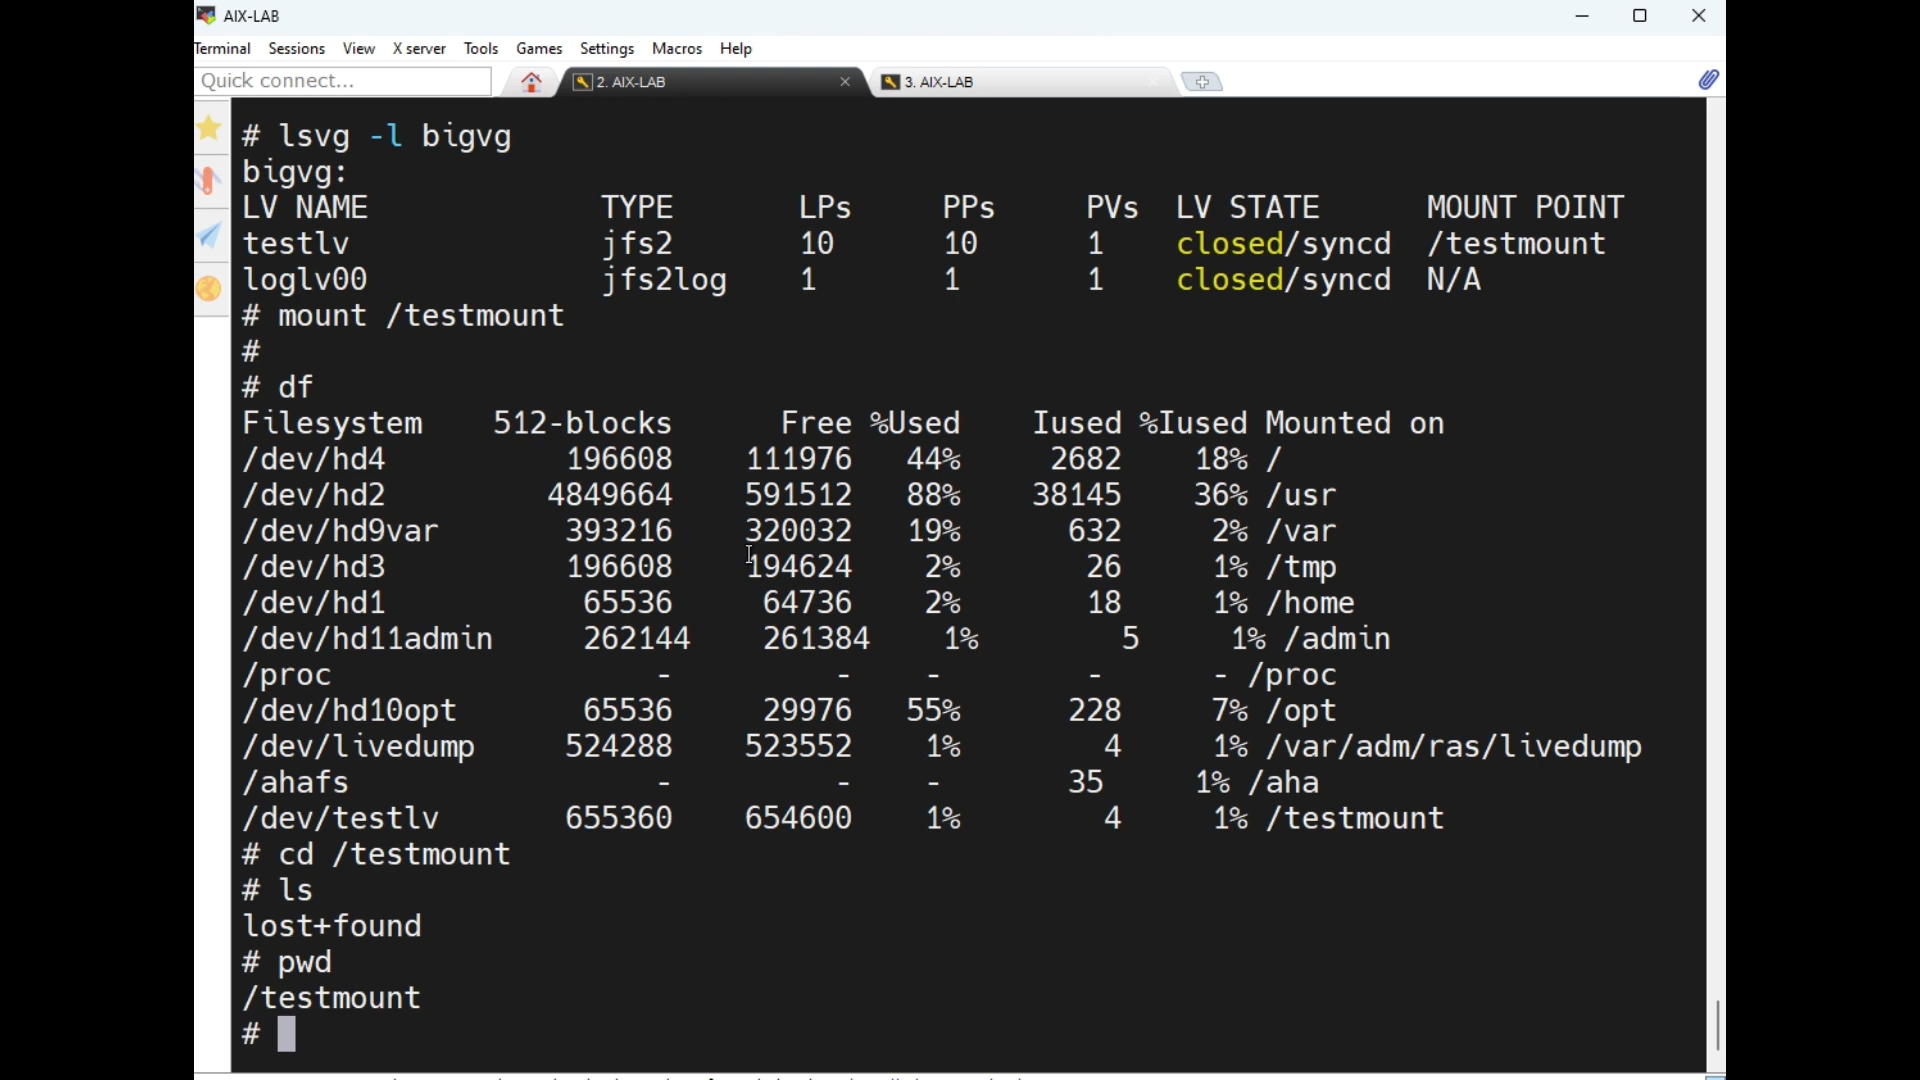 AIX-LAB
Terminal Sessions View X server Tools Games Settings Macros Help
Quick connect...
2. AIX-LAB
3. AIX-LAB
# lsvg -l bigvg
bigvg:
LV NAME TYPE LPs PPs PVs LV STATE MOUNT POINT
testlv jfs2 10 10 1 closed/syncd /testmount
loglv00 jfs2log 1 1 1 closed/syncd N/A
# mount /testmount
#
# df
Filesystem 512-blocks Free %Used Iused %Iused Mounted on
/dev/hd4 196608 111976 44% 2682 18% /
/dev/hd2 4849664 591512 88% 38145 36% /usr
/dev/hd9var 393216 320032 19% 632 2% /var
/dev/hd3 196608 194624 2% 26 1% /tmp
/dev/hd1 65536 64736 2% 18 1% /home
/dev/hd11admin 262144 261384 1% 5 1% /admin
/proc - - - - - /proc
/dev/hd10opt 65536 29976 55% 228 7% /opt
/dev/livedump 524288 523552 1% 4 1% /var/adm/ras/livedump
/ahafs - - - 35 1% /aha
/dev/testlv 655360 654600 1% 4 1% /testmount
# cd /testmount
# ls
lost+found
# pwd
/testmount
#